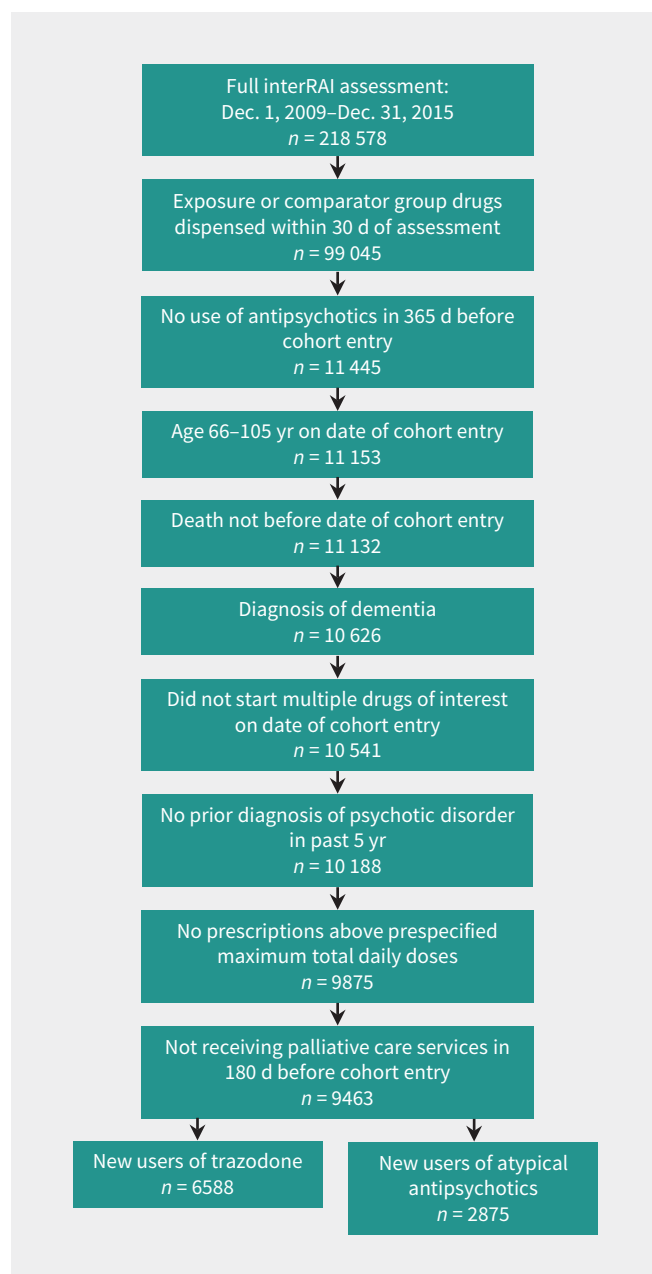 Full interRAI assessment:
Dec. 1, 2009–Dec. 31, 2015
n = 218 578
Exposure or comparator group drugs
dispensed within 30 d of assessment
n = 99 045
No use of antipsychotics in 365 d before
cohort entry
n = 11 445
Age 66–105 yr on date of cohort entry
n = 11 153
Death not before date of cohort entry
n = 11 132
Diagnosis of dementia
n = 10 626
Did not start multiple drugs of interest
on date of cohort entry
n = 10 541
No prior diagnosis of psychotic disorder
in past 5 yr
n = 10 188
No prescriptions above prespecified
maximum total daily doses
n = 9875
Not receiving palliative care services in
180 d before cohort entry
n = 9463
New users of trazodone
n = 6588
New users of atypical
antipsychotics
n = 2875